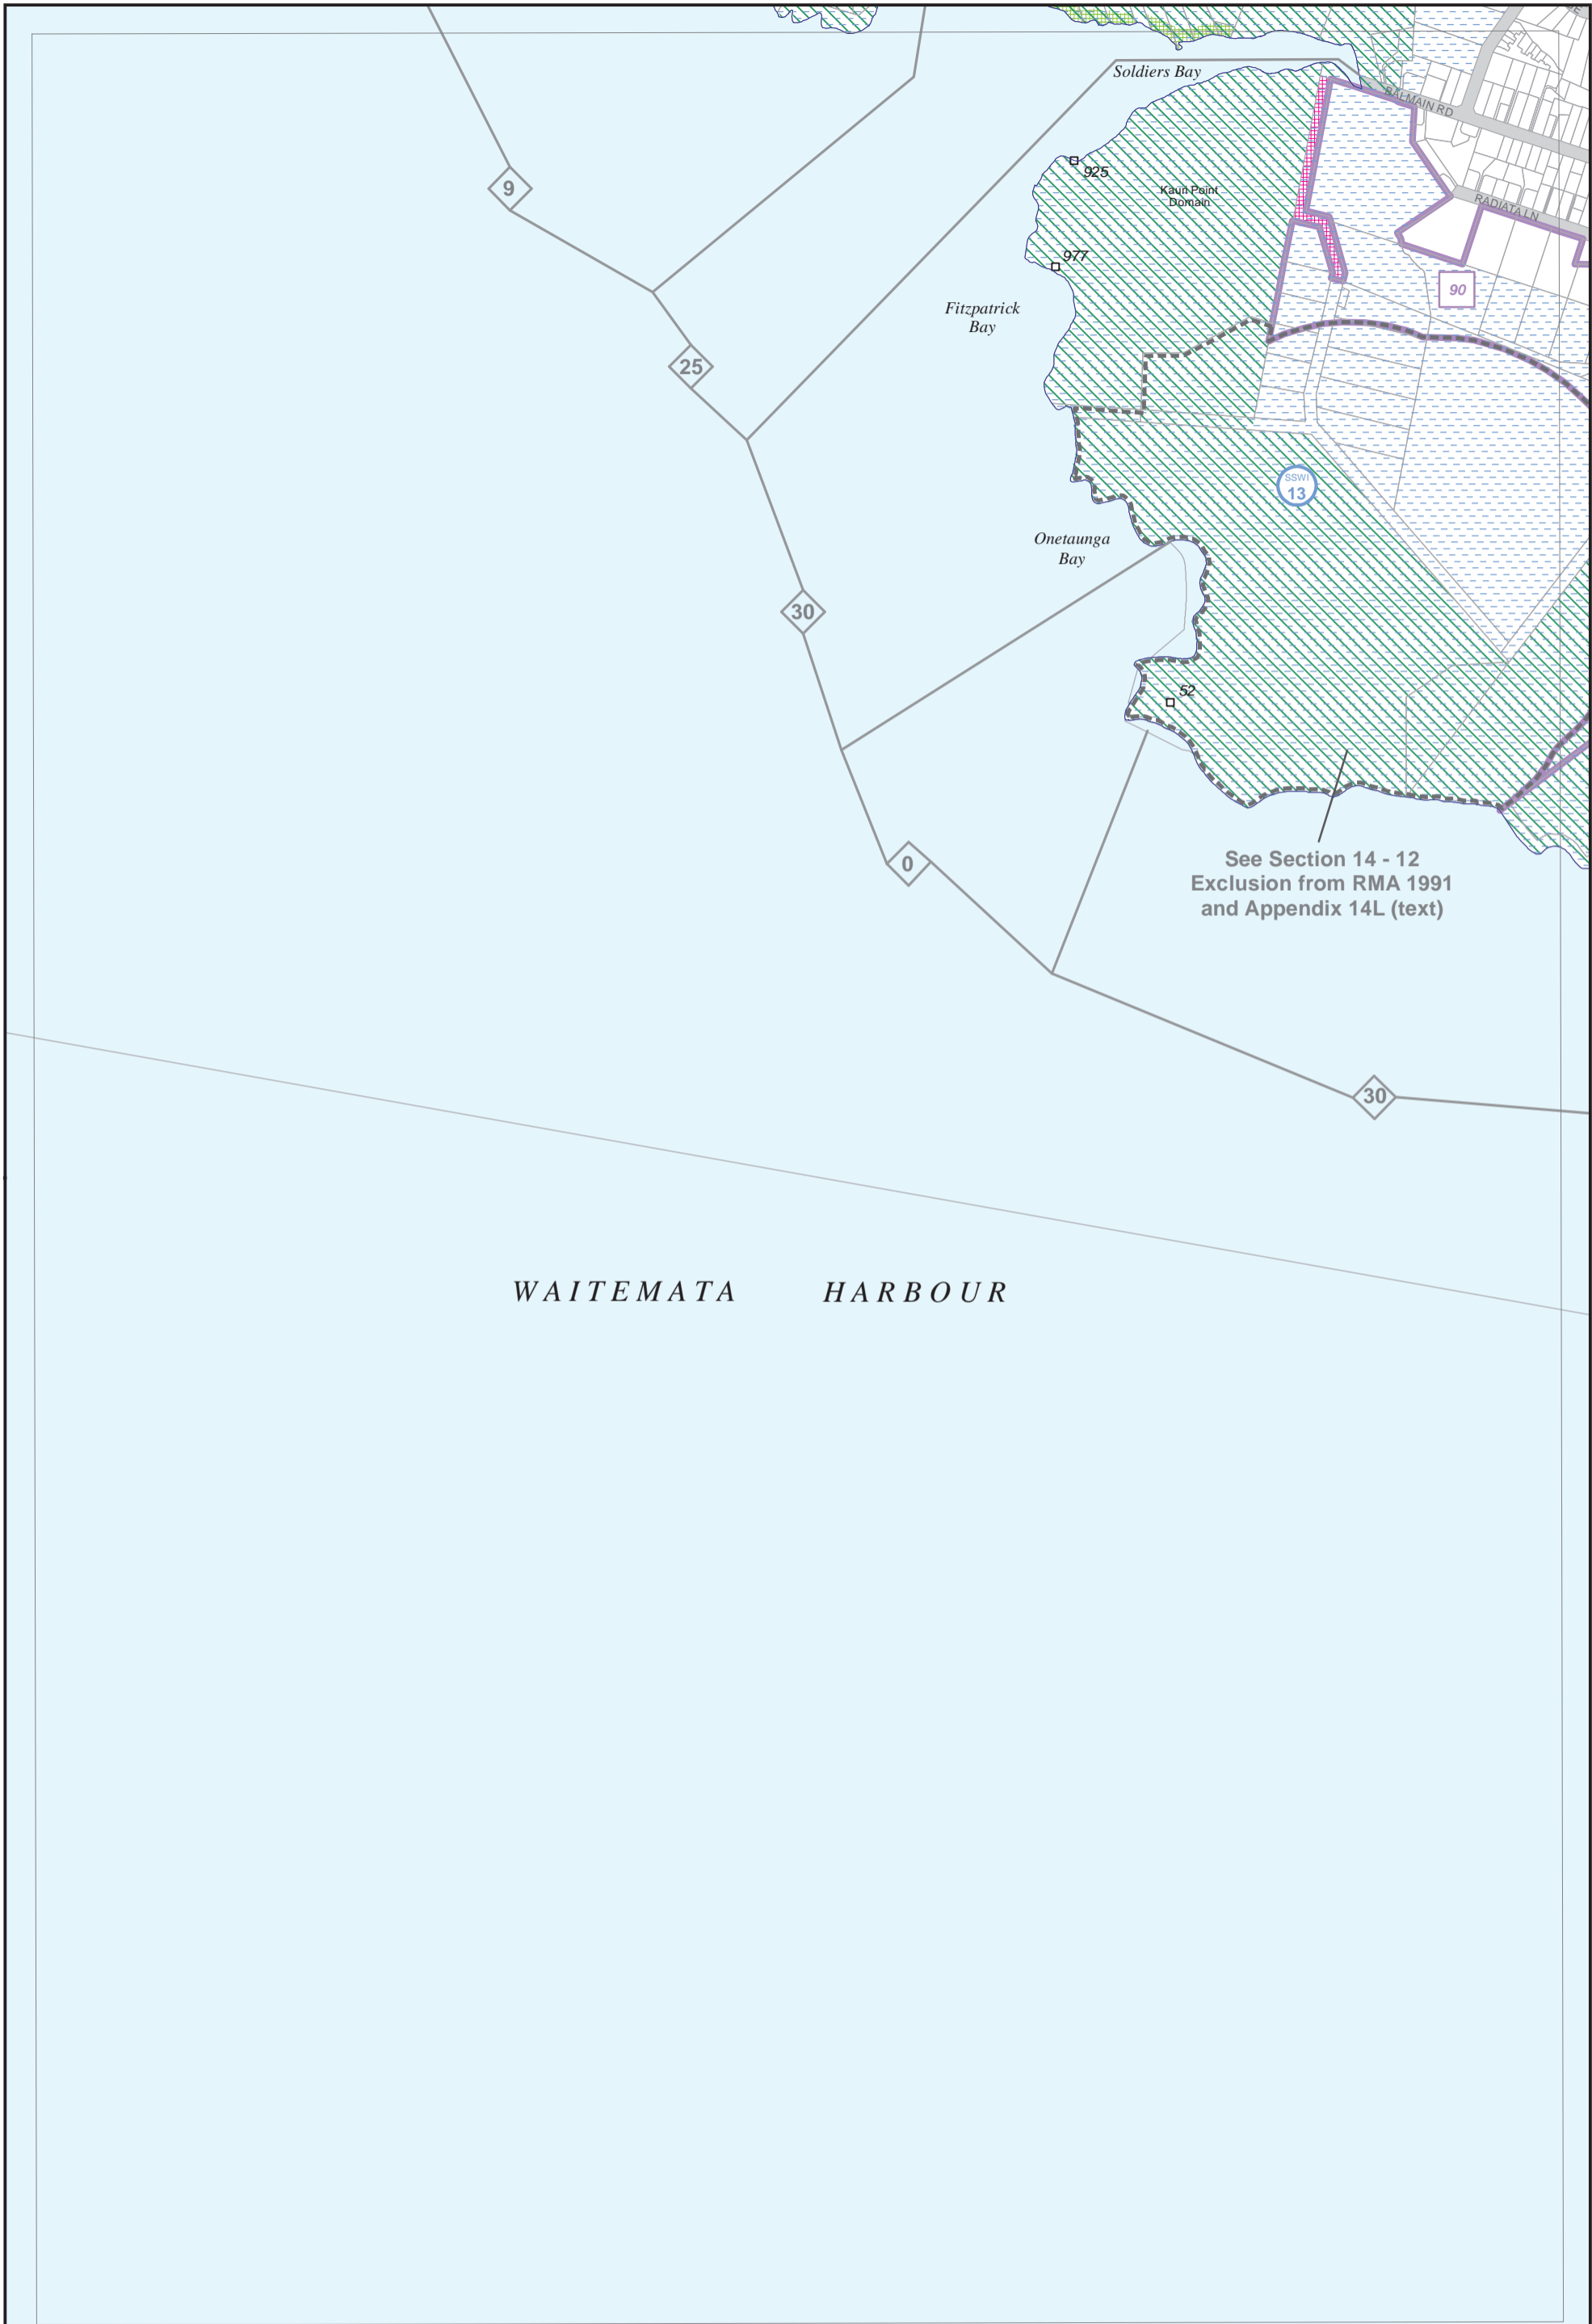 Soldiers Bay
BALMAIN RD
925
Kauri Point
Domain
9
RADIATA LN
977
90
Fitzpatrick
Bay
25
SSWI
13
Onetaunga
Bay
30
52
0
See Section 14 - 12
Exclusion from RMA 1991
and Appendix 14L (text)
30
WAITEMATA HARBOUR